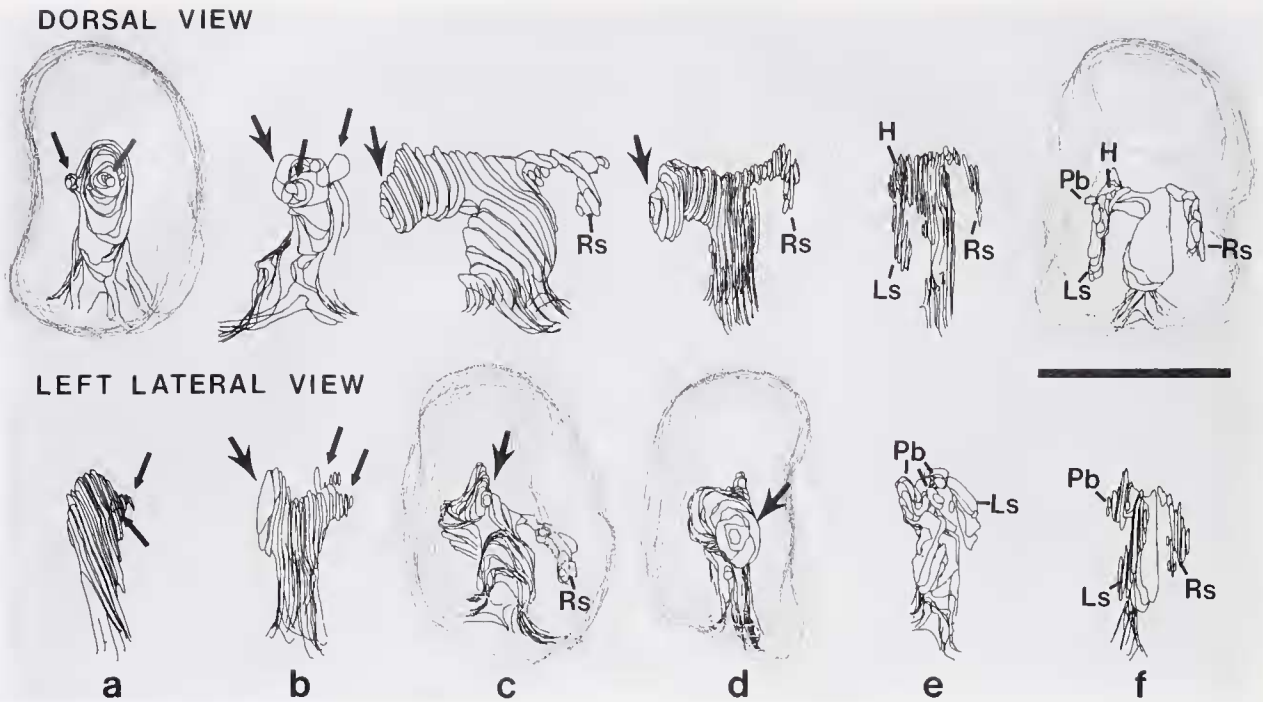 DORSAL VIEW
Rs
Rs
H
Ls
Rs
H
Pb
Ls
Rs
LEFT LATERAL VIEW
Rs
Pb
Ls
Pb
Ls
Rs
a b c d e f